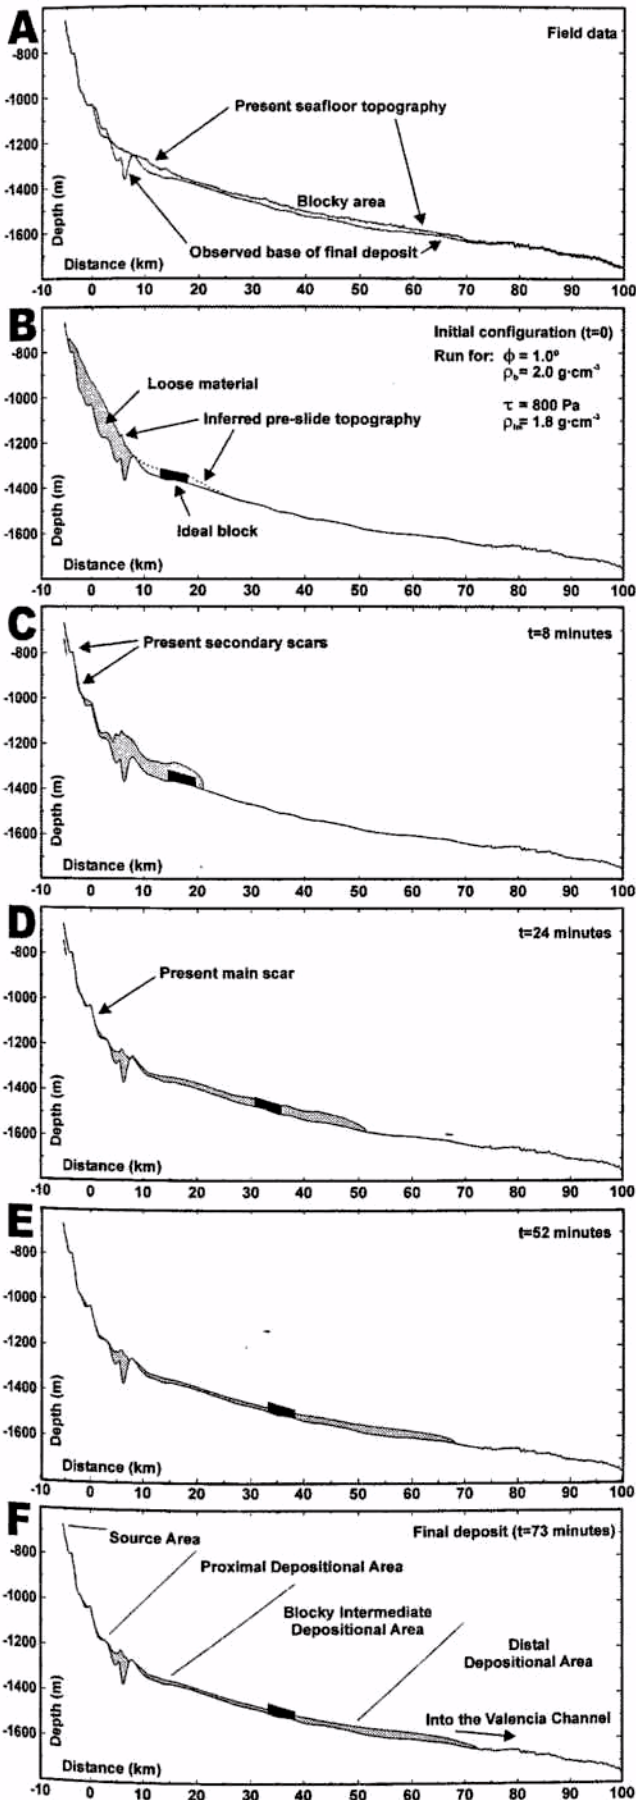 A
Field data
-800
Present seafloor topography
-1000
-1200
Blocky area
-1400
Observed base of final deposit
-1600
Depth (m)
Distance (km)
-10 0 10 20 30 40 50 60 70 80 90 100
B
Initial configuration (t=0)
Run for: ϕ = 1.0º
ρb= 2.0 g·cm-3
τ = 800 Pa
ρlm= 1.8 g·cm-3
-800
Loose material
-1000
Inferred pre-slide topography
-1200
-1400
Ideal block
-1600
Depth (m)
Distance (km)
-10 0 10 20 30 40 50 60 70 80 90 100
C
t=8 minutes
Present secondary scars
-800
-1000
-1200
-1400
-1600
Depth (m)
Distance (km)
-10 0 10 20 30 40 50 60 70 80 90 100
D
t=24 minutes
-800
Present main scar
-1000
-1200
-1400
-1600
Depth (m)
Distance (km)
-10 0 10 20 30 40 50 60 70 80 90 100
E
t=52 minutes
-800
-1000
-1200
-1400
-1600
Depth (m)
Distance (km)
-10 0 10 20 30 40 50 60 70 80 90 100
F
Final deposit (t=73 minutes)
Source Area
-800
Proximal Depositional Area
-1000
Blocky Intermediate
Depositional Area
Distal
Depositional Area
-1200
-1400
Into the Valencia Channel
-1600
Depth (m)
Distance (km)
-10 0 10 20 30 40 50 60 70 80 90 100